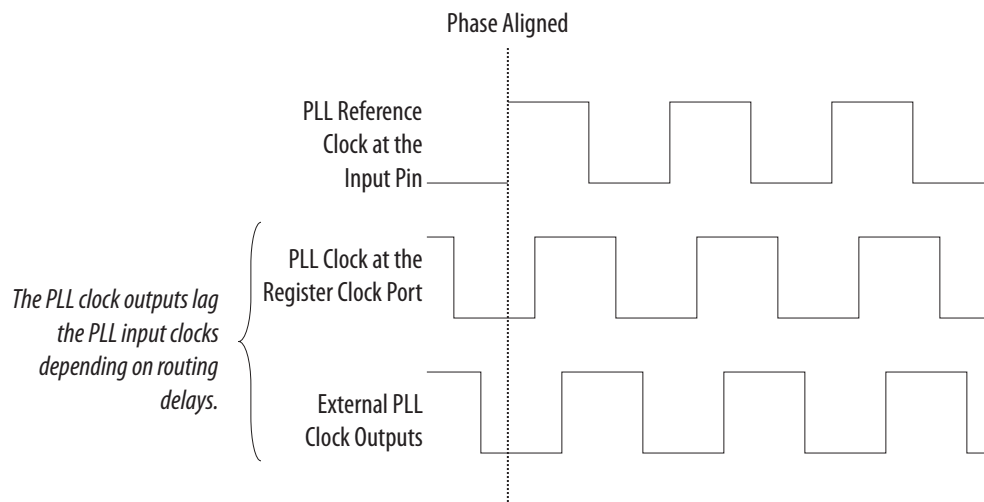 Phase Aligned
PLL Reference
Clock at the
Input Pin
PLL Clock at the
Register Clock Port
The PLL clock outputs lag
the PLL input clocks
depending on routing
delays.
External PLL
Clock Outputs